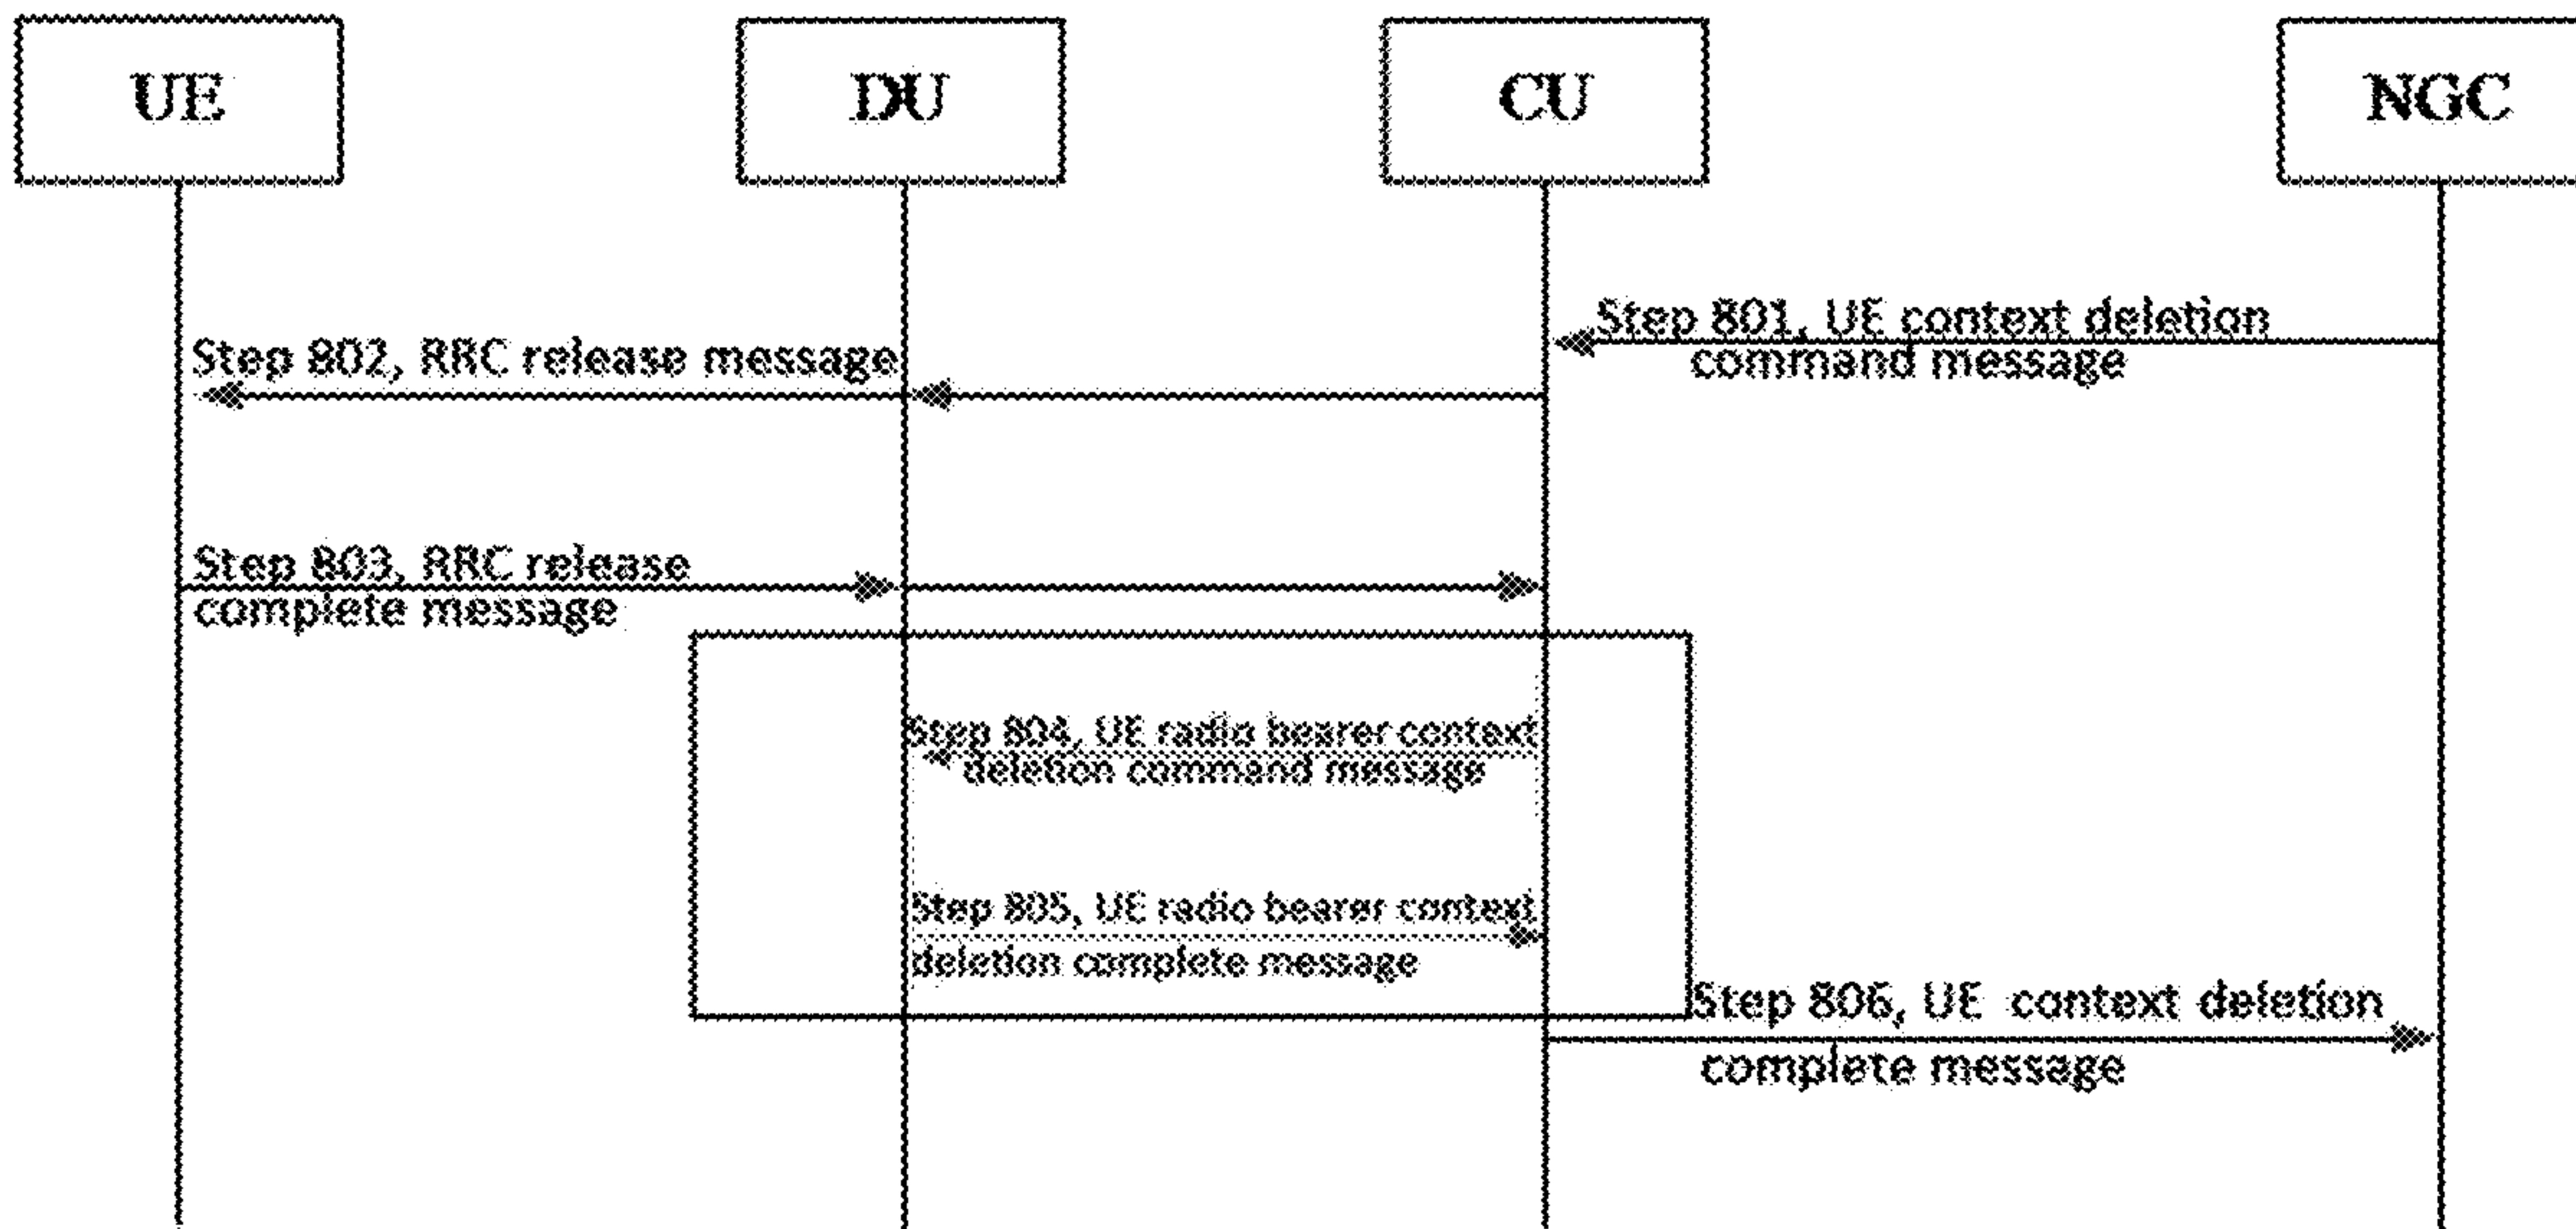 UE
DU
CU
NGC
Step 801, UE context deletion
command message
Step 802, RRC release message
Step 803, RRC release
complete message
Step 804, UE radio bearer context
deletion command message
Step 805, UE radio bearer context
deletion complete message
Step 806, UE context deletion
complete message